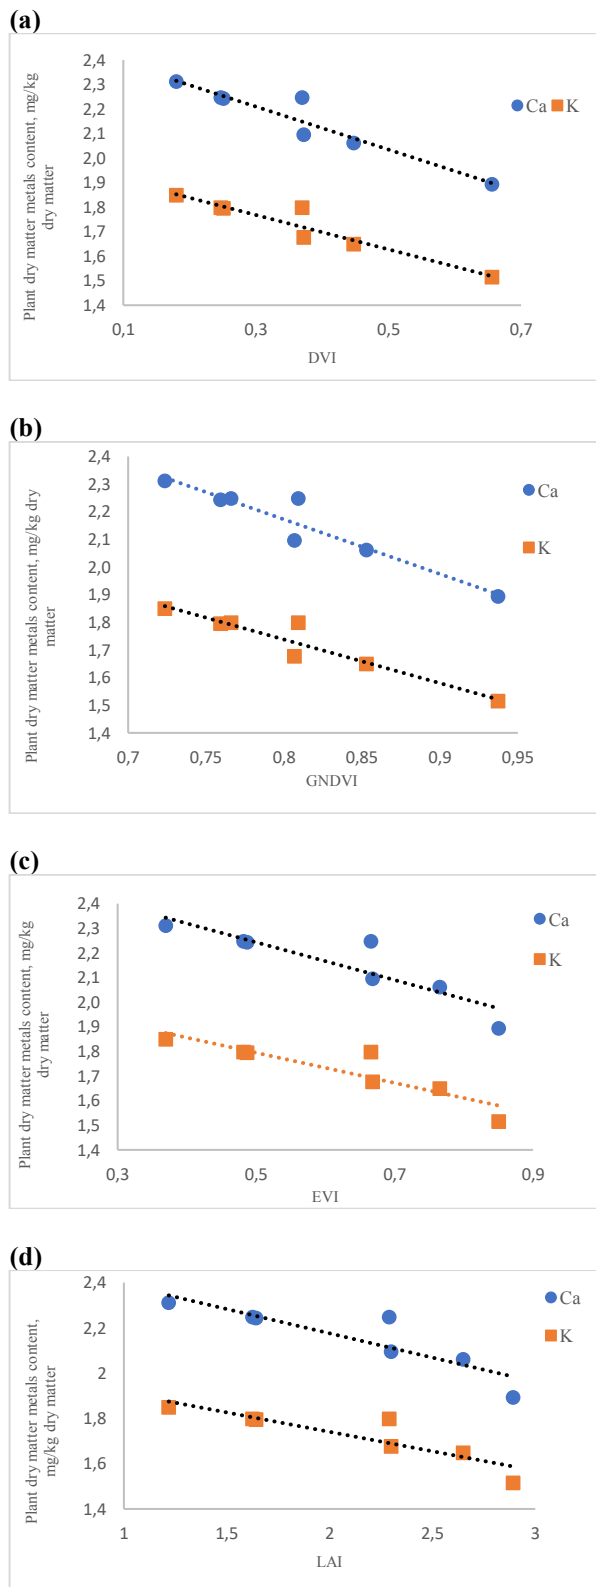 (a)
Plant dry matter metals content, mg/kg
dry matter
2,4
2,3
2,2
2,1
2,0
1,9
1,8
1,7
1,6
1,5
1,4
0,1 0,3 0,5 0,7
DVI
Ca K
(b)
Plant dry matter metals content, mg/kg dry
matter
2,4
2,3
2,2
2,1
2,0
1,9
1,8
1,7
1,6
1,5
1,4
0,7 0,75 0,8 0,85 0,9 0,95
GNDVI
Ca
K
(c)
Plant dry matter metals content, mg/kg
dry matter
2,4
2,3
2,2
2,1
2,0
1,9
1,8
1,7
1,6
1,5
1,4
0,3 0,5 0,7 0,9
EVI
Ca
K
(d)
Plant dry matter metals content,
mg/kg dry matter
2,4
2,2
2
1,8
1,6
1,4
1 1,5 2 2,5 3
LAI
Ca
K